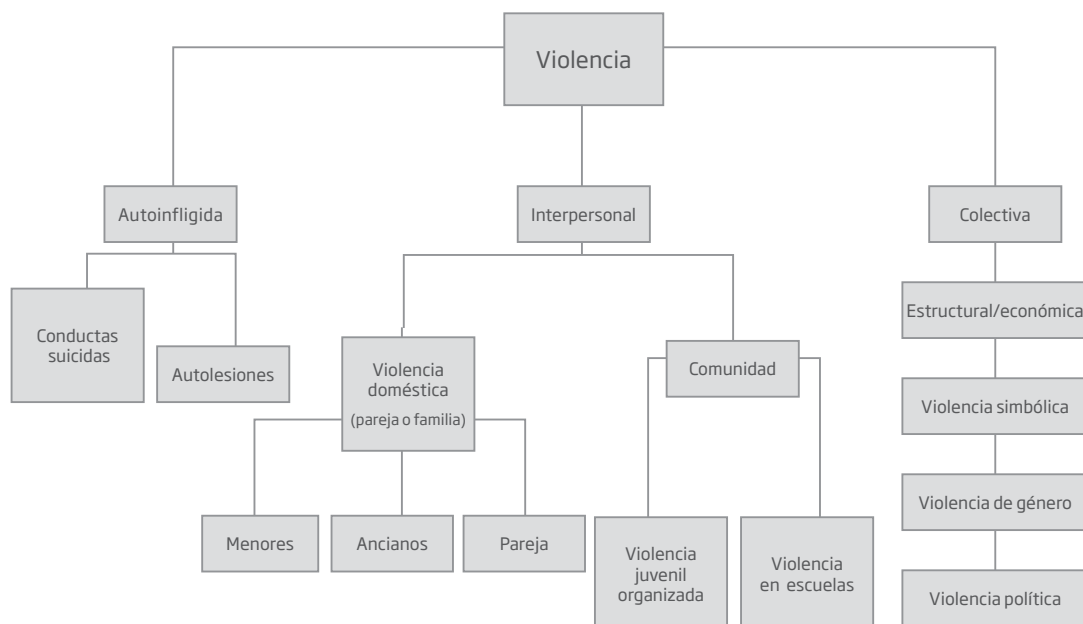 Violencia
Autoinfligida
Interpersonal
Colectiva
Conductas
suicidas
Autolesiones
Violencia
doméstica
(pareja o familia)
Comunidad
Estructural/económica
Violencia simbólica
Violencia de género
Violencia política
Menores
Ancianos
Pareja
Violencia
juvenil
organizada
Violencia
en escuelas